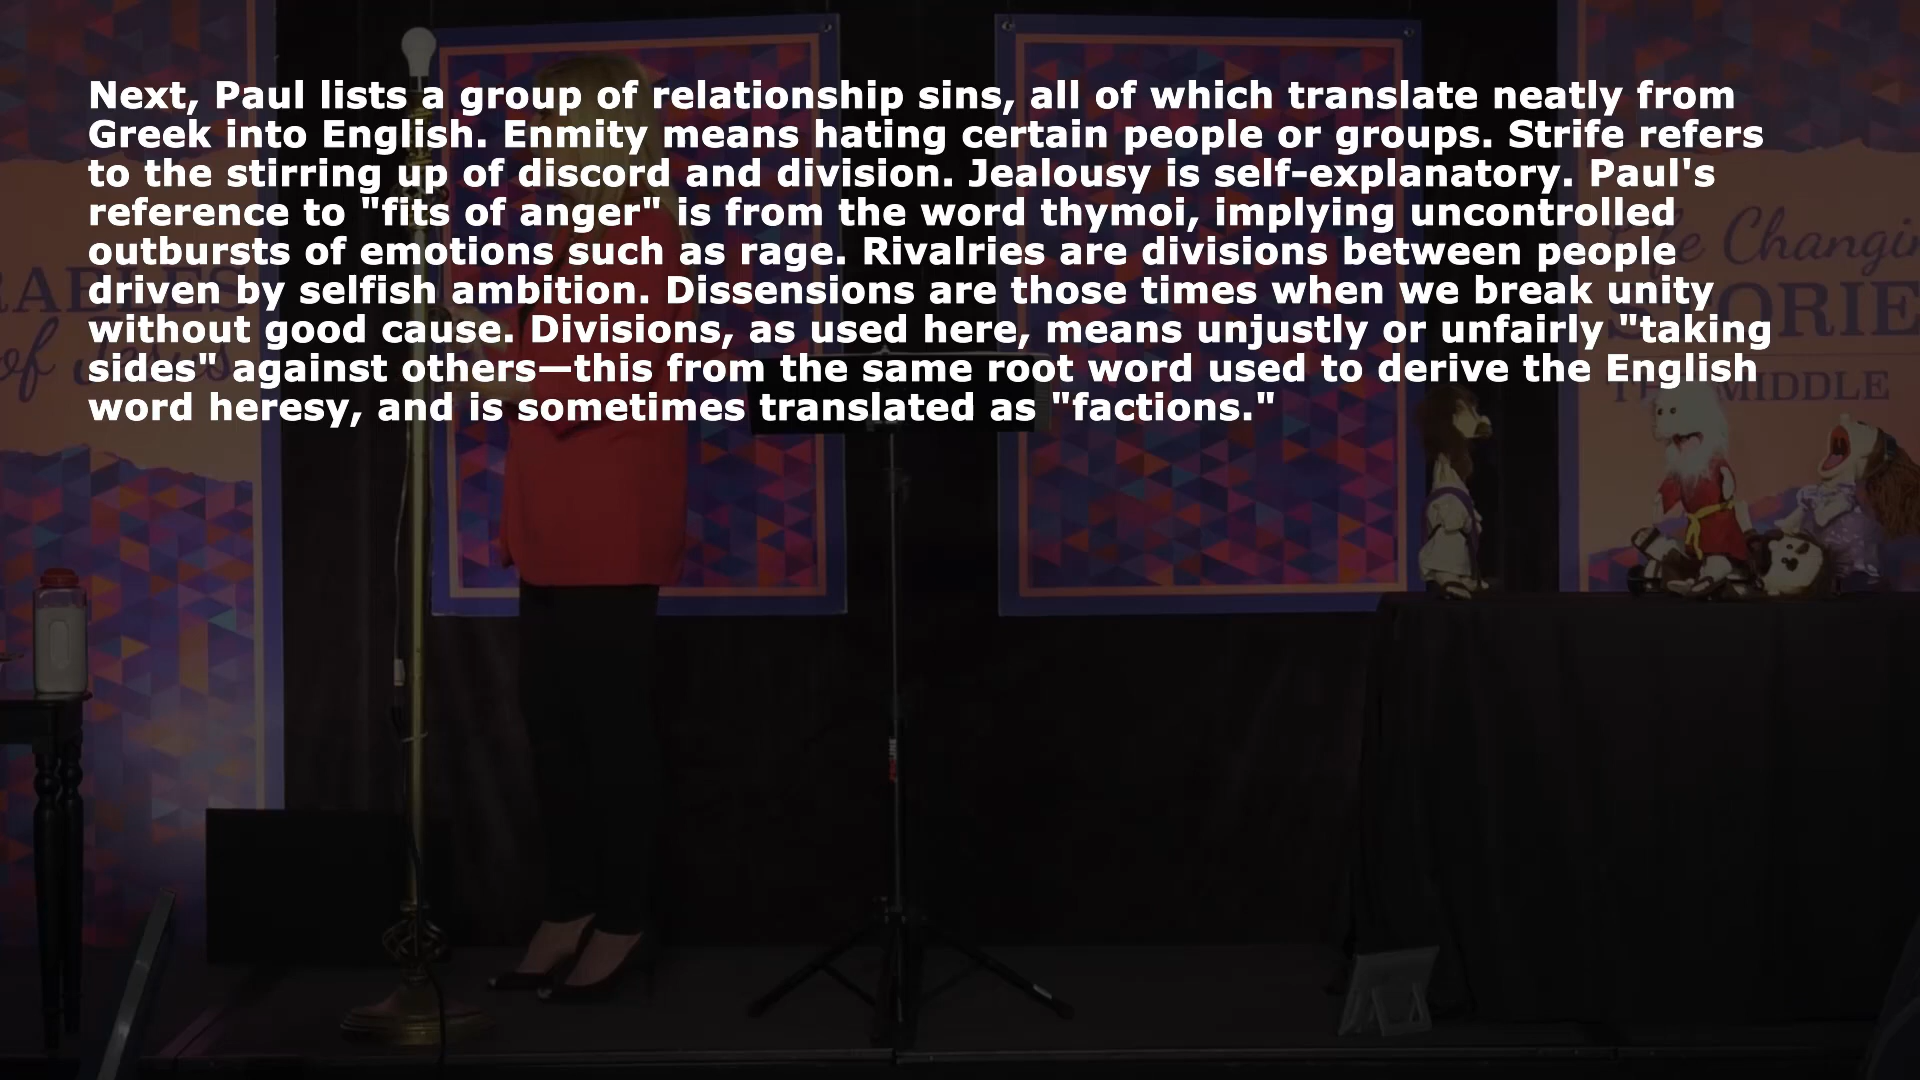 Next, Paul lists a group of relationship sins, all of which translate neatly from
Greek into English. Enmity means hating certain people or groups. Strife refers
to the stirring up of discord and division. Jealousy is self-explanatory. Paul's
reference to "fits of anger" is from the word thymoi, implying uncontrolled
outbursts of emotions such as rage. Rivalries are divisions between people
driven by selfish ambition. Dissensions are those times when we break unity
without good cause. Divisions, as used here, means unjustly or unfairly "taking
sides" against others—this from the same root word used to derive the English
word heresy, and is sometimes translated as "factions."
RABLES
of
Changin
ORIE
MIDDLE